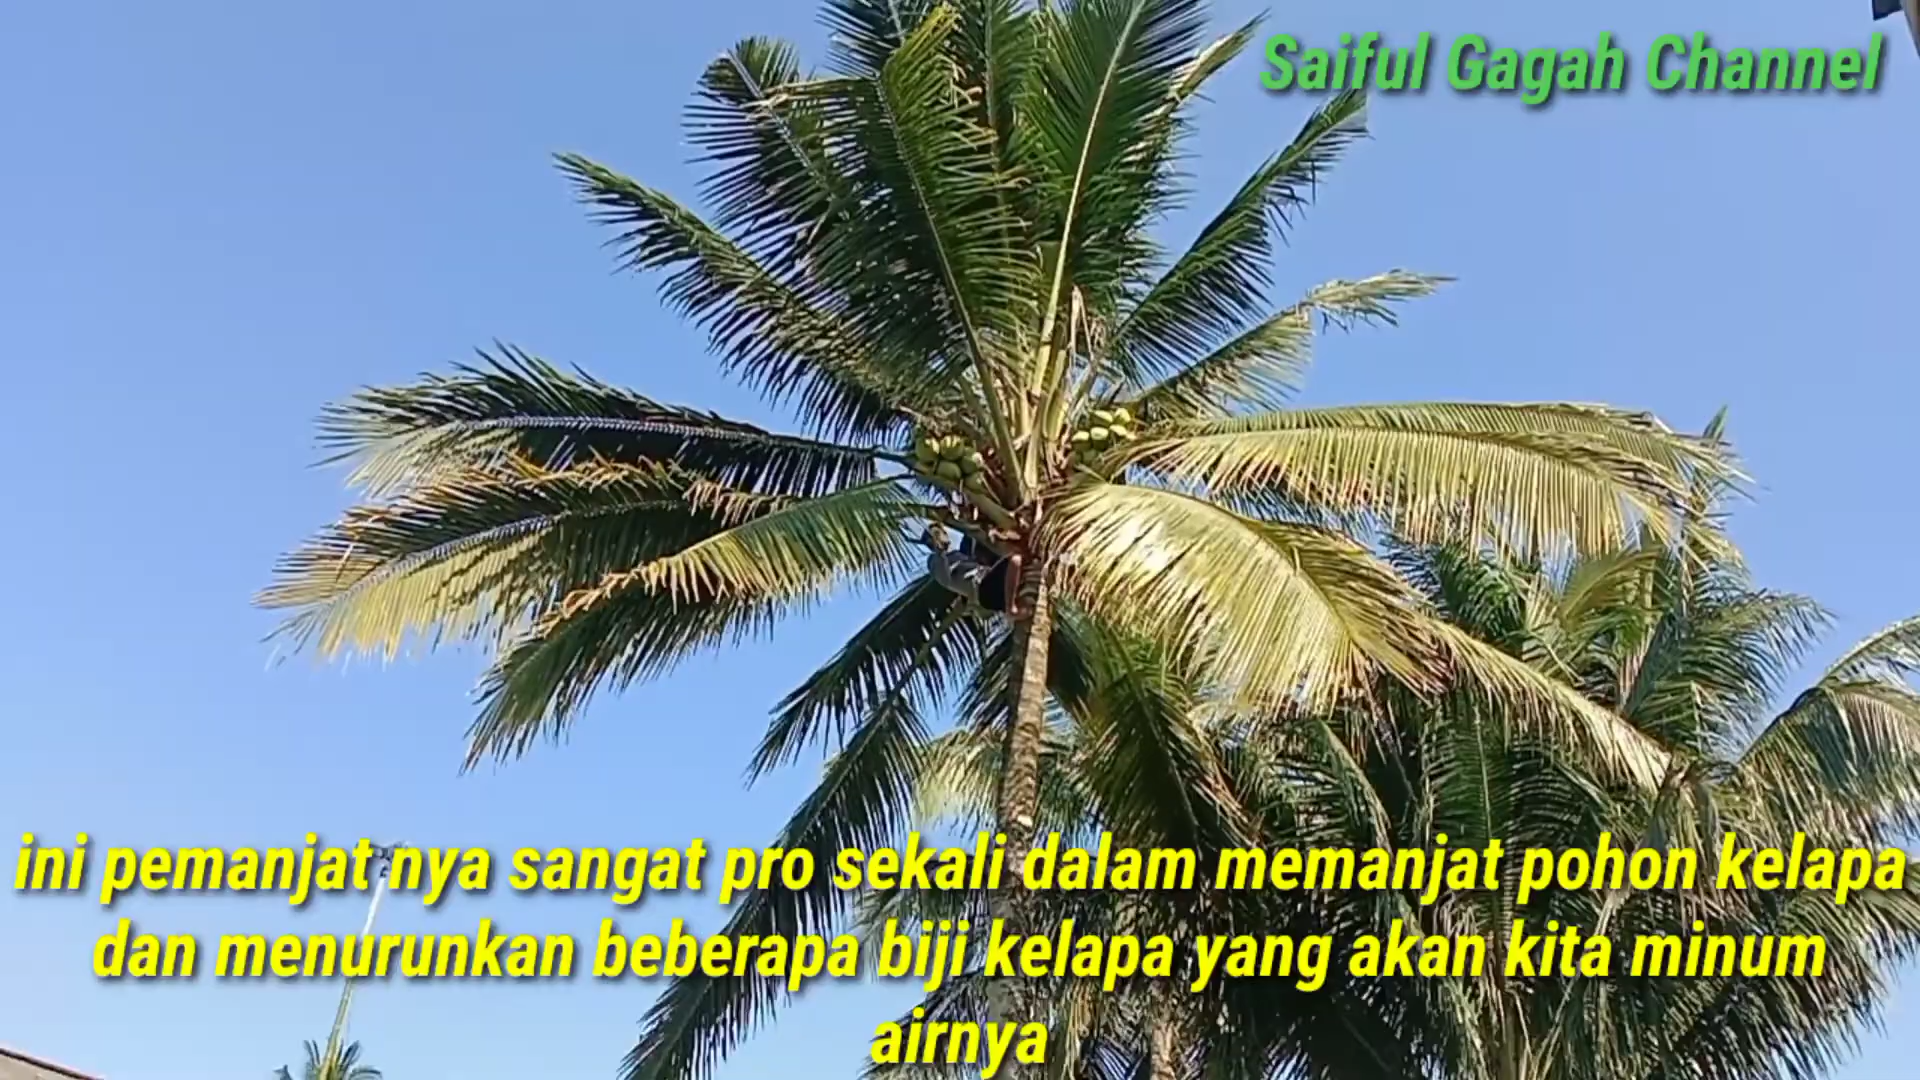 Saiful Gagah Channel
ini pemanjat nya sangat pro sekali dalam memanjat pohon kelapa
dan menurunkan beberapa biji kelapa yang akan kita minum
airnya